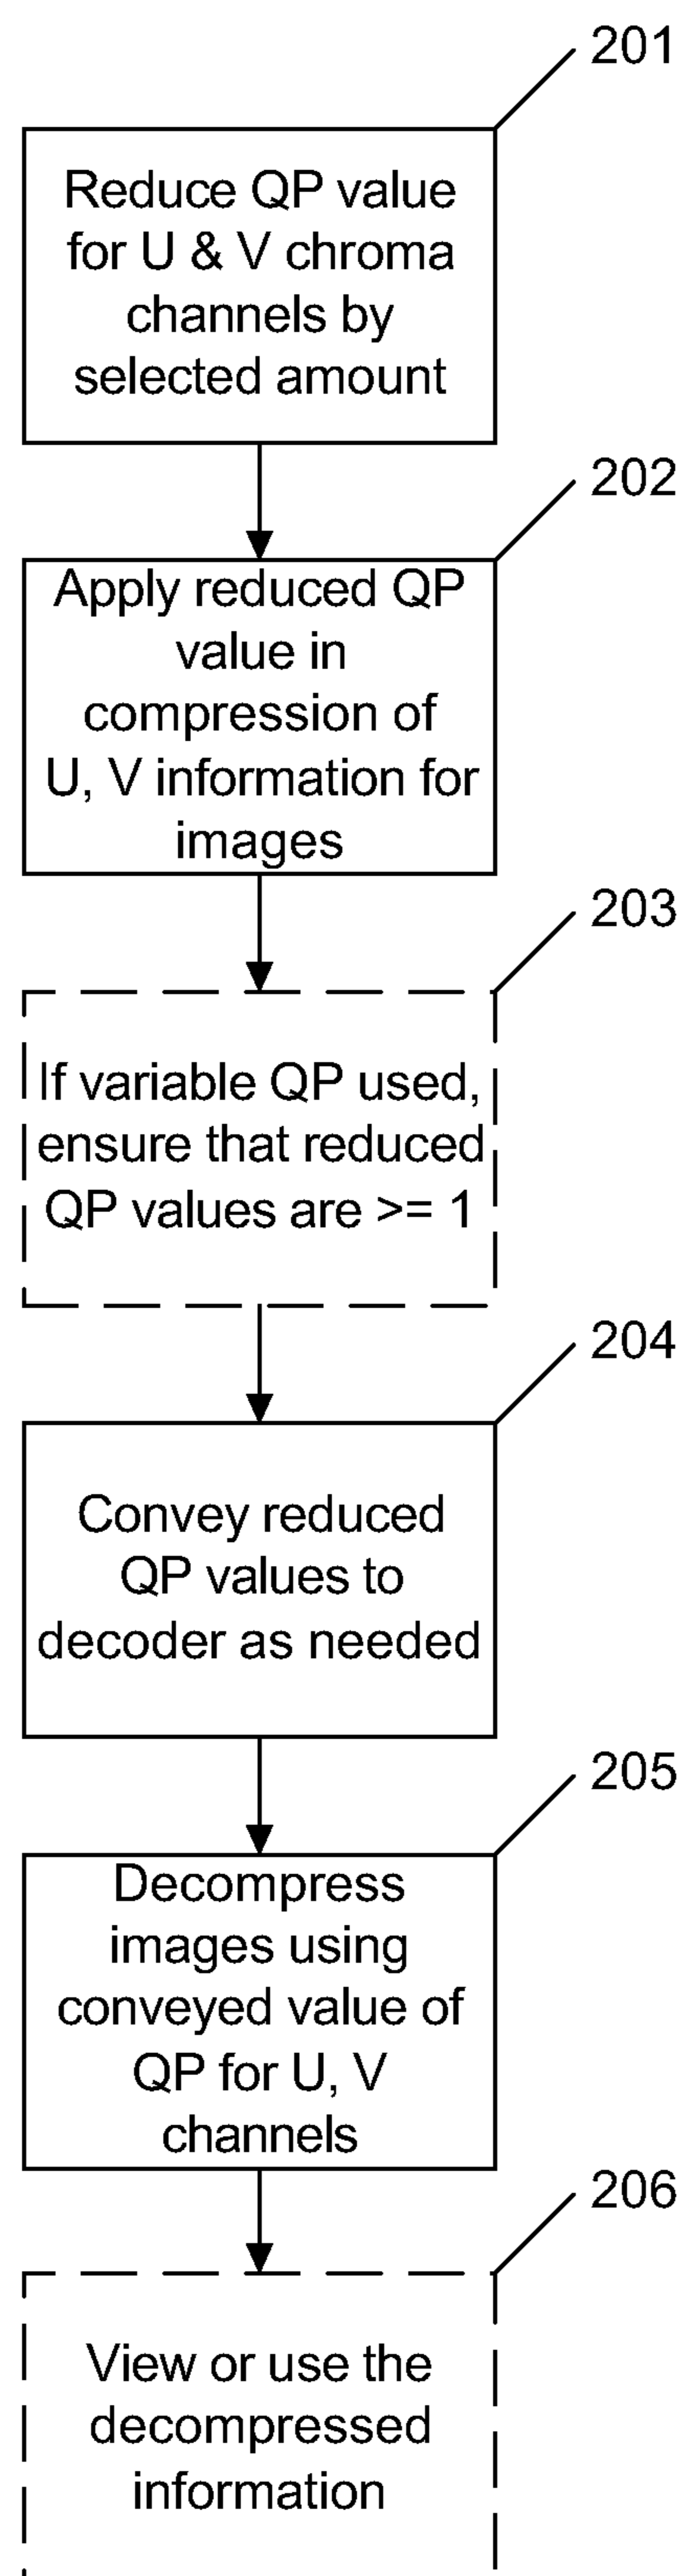 201
Reduce QP value
for U & V chroma
channels by
selected amount
202
Apply reduced QP
value in
compression of
U, V information for
images
203
If variable QP used,
ensure that reduced
QP values are >= 1
204
Convey reduced
QP values to
decoder as needed
205
Decompress
images using
conveyed value of
QP for U, V
channels
206
View or use the
decompressed
information